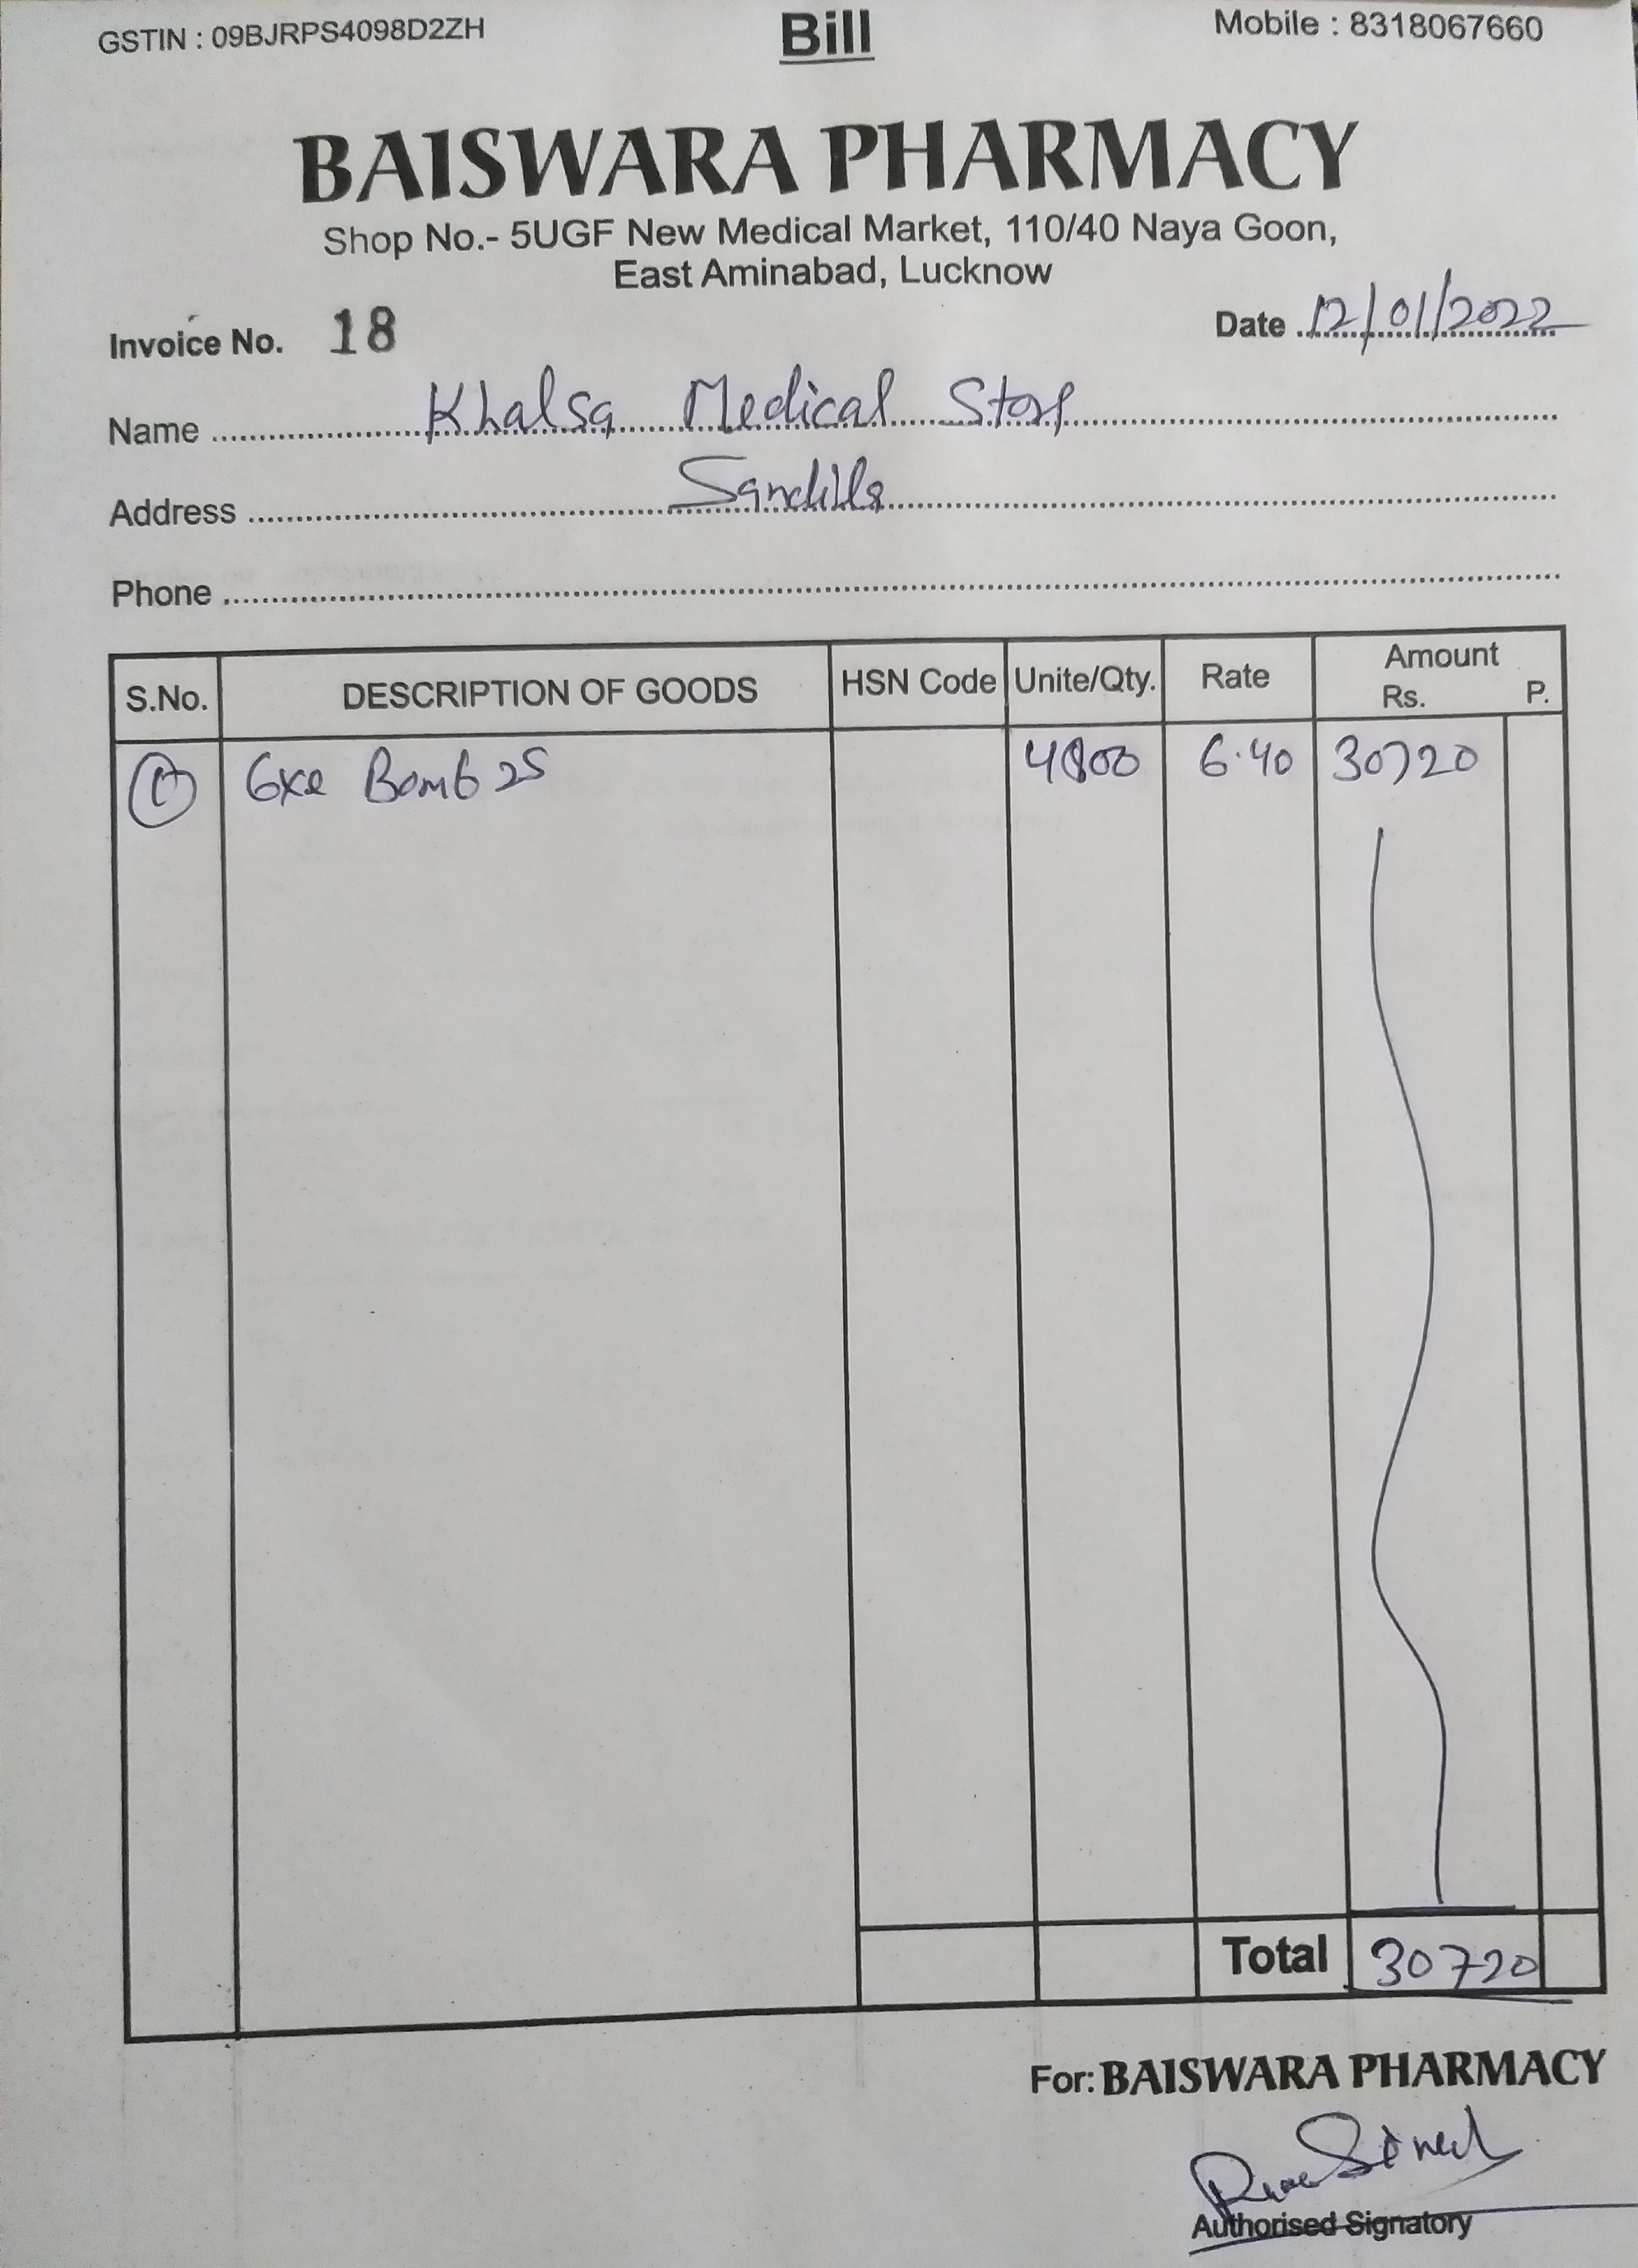 GSTIN : 09BJRPS4098D2ZH Bill Mobile : 8318067660
BAISWARA PHARMACY
Shop No.- 5UGF New Medical Market, 110/40 Naya Goon,
East Aminabad, Lucknow
Invoice No. 18 Date 12/01/2022
Name Khalsa Medical Store
Address Sandilla
Phone
S.No. DESCRIPTION OF GOODS HSN Code Unite/Qty. Rate Amount Rs. P.
1 Bomb 25 4800 6.40 30720
Total 30720
For: BAISWARA PHARMACY
Authorised Signatory